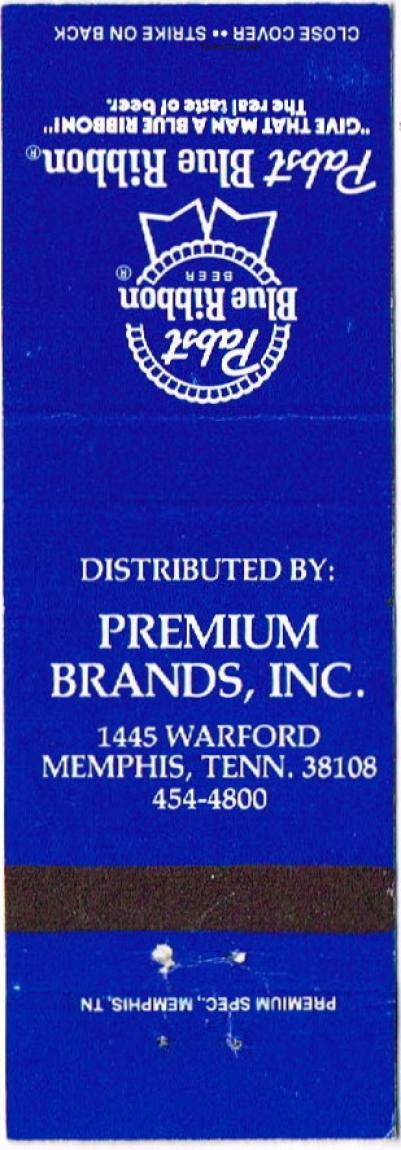 CLOSE COVER •• STRIKE ON BACK
"GIVE THAT MAN A BLUE RIBBON!"
The real taste of beer.
Pabst Blue Ribbon®
Pabst
Blue Ribbon®
BEER
DISTRIBUTED BY:
PREMIUM
BRANDS, INC.
1445 WARFORD
MEMPHIS, TENN. 38108
454-4800
PREMIUM SPEC., MEMPHIS, TN